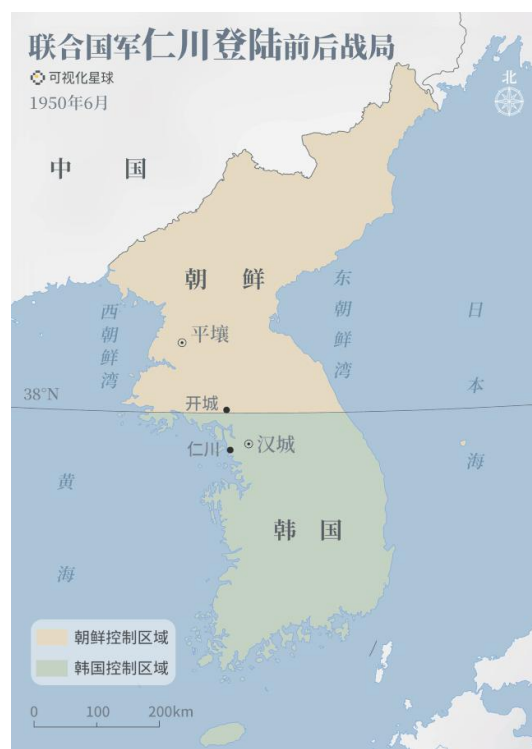 联合国军仁川登陆前后战局
可视化星球
1950年6月
北
中 国
朝 鲜
东朝鲜湾
西朝鲜湾
平壤
日本海
38°N
开城
仁川
汉城
黄海
韩 国
朝鲜控制区域
韩国控制区域
0 100 200km